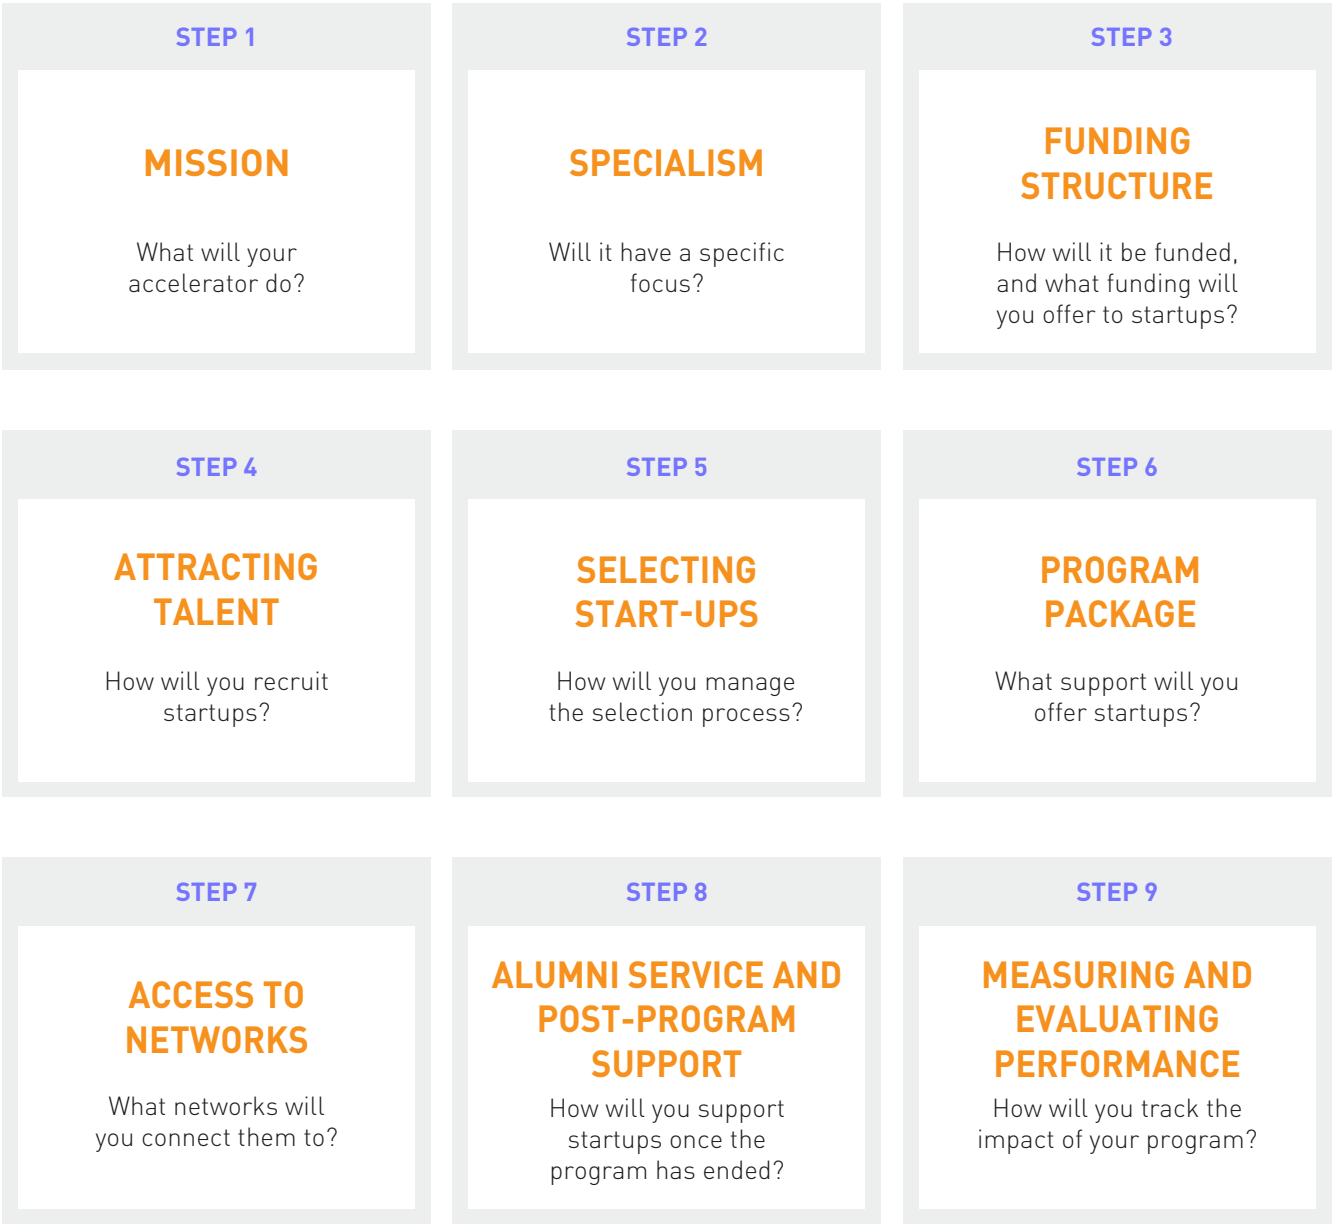 STEP 1
MISSION
What will your
accelerator do?
STEP 2
SPECIALISM
Will it have a specific
focus?
STEP 3
FUNDING
STRUCTURE
How will it be funded,
and what funding will
you offer to startups?
STEP 4
ATTRACTING
TALENT
How will you recruit
startups?
STEP 5
SELECTING
START-UPS
How will you manage
the selection process?
STEP 6
PROGRAM
PACKAGE
What support will you
offer startups?
STEP 7
ACCESS TO
NETWORKS
What networks will
you connect them to?
STEP 8
ALUMNI SERVICE AND
POST-PROGRAM
SUPPORT
How will you support
startups once the
program has ended?
STEP 9
MEASURING AND
EVALUATING
PERFORMANCE
How will you track the
impact of your program?